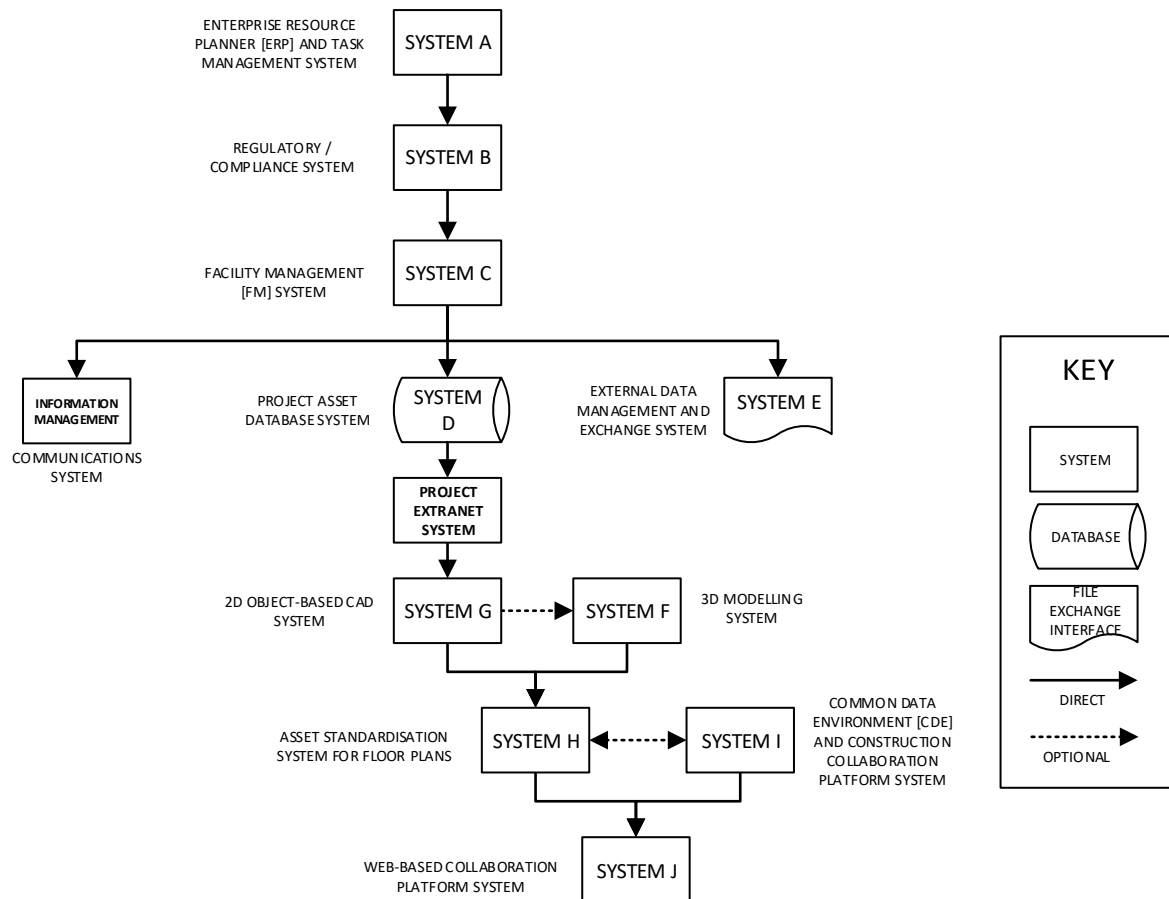 ENTERPRISE RESOURCE
PLANNER [ERP] AND TASK
MANAGEMENT SYSTEM
SYSTEM A
REGULATORY /
COMPLIANCE SYSTEM
SYSTEM B
FACILITY MANAGEMENT
[FM] SYSTEM
SYSTEM C
INFORMATION
MANAGEMENT
COMMUNICATIONS
SYSTEM
PROJECT ASSET
DATABASE SYSTEM
SYSTEM
D
EXTERNAL DATA
MANAGEMENT AND
EXCHANGE SYSTEM
SYSTEM E
PROJECT
EXTRANET
SYSTEM
2D OBJECT-BASED CAD
SYSTEM
SYSTEM G
SYSTEM F
3D MODELLING
SYSTEM
ASSET STANDARDISATION
SYSTEM FOR FLOOR PLANS
SYSTEM H
SYSTEM I
COMMON DATA
ENVIRONMENT [CDE]
AND CONSTRUCTION
COLLABORATION
PLATFORM SYSTEM
WEB-BASED COLLABORATION
PLATFORM SYSTEM
SYSTEM J
KEY
SYSTEM
DATABASE
FILE
EXCHANGE
INTERFACE
DIRECT
OPTIONAL